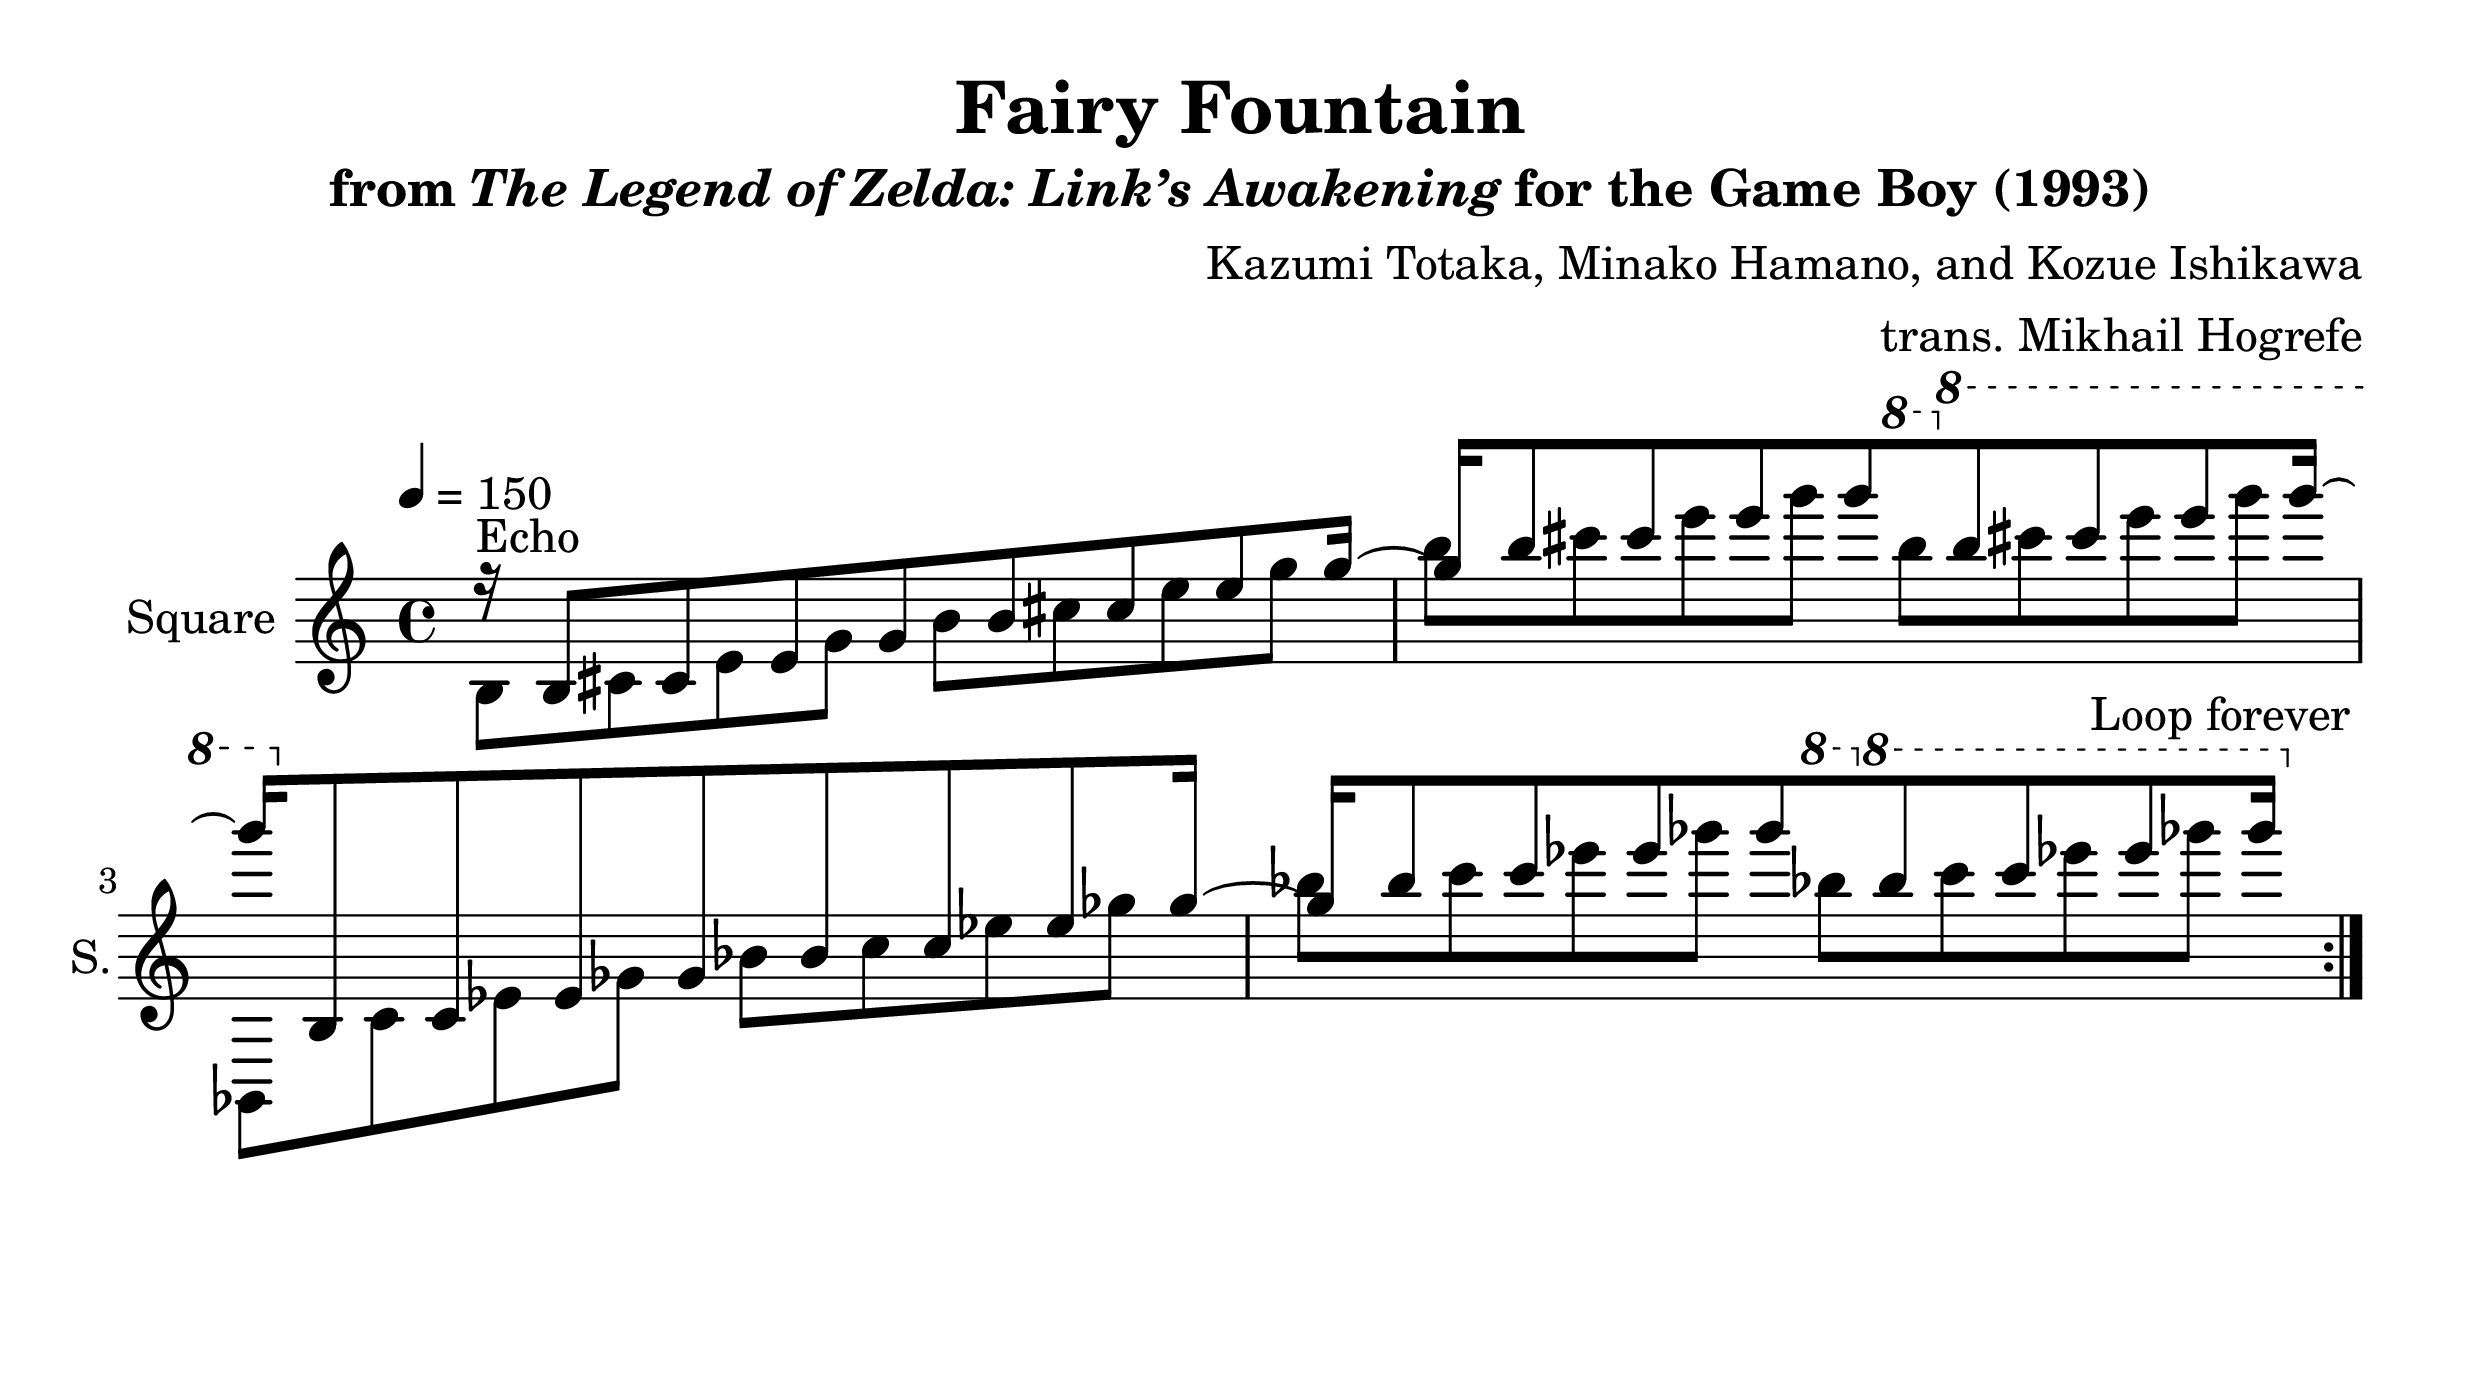 Fairy Fountain
from The Legend of Zelda: Link’s Awakening for the Game Boy (1993)
Kazumi Totaka, Minako Hamano, and Kozue Ishikawa
trans. Mikhail Hogrefe
8
8
= 150
Echo
Square
Loop forever
8
8
8
3
S.